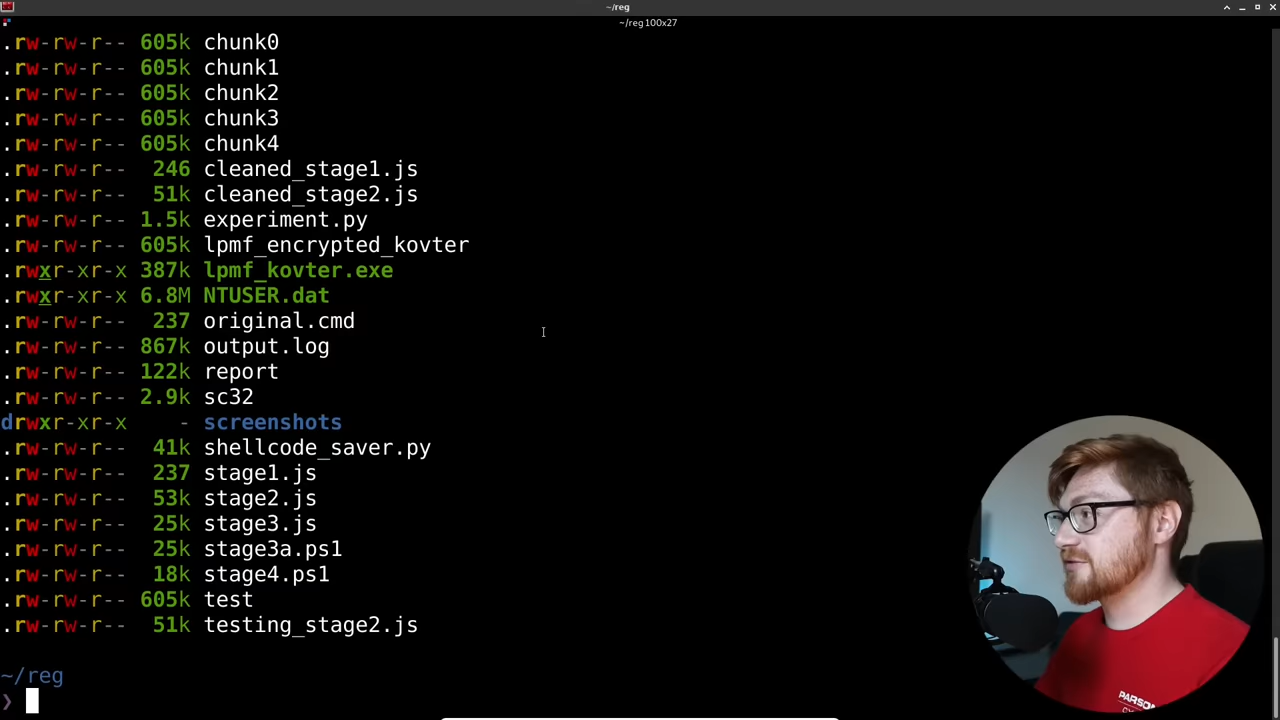 ~/reg
~/reg 100x27
.rw-rw-r-- 605k chunk0
.rw-rw-r-- 605k chunk1
.rw-rw-r-- 605k chunk2
.rw-rw-r-- 605k chunk3
.rw-rw-r-- 605k chunk4
.rw-rw-r-- 246 cleaned_stage1.js
.rw-rw-r-- 51k cleaned_stage2.js
.rw-rw-r-- 1.5k experiment.py
.rw-rw-r-- 605k lpmf_encrypted_kovter
.rwxr-xr-x 387k lpmf_kovter.exe
.rwxr-xr-x 6.8M NTUSER.dat
.rw-rw-r-- 237 original.cmd
.rw-rw-r-- 867k output.log
.rw-rw-r-- 122k report
.rw-rw-r-- 2.9k sc32
drwxr-xr-x - screenshots
.rw-rw-r-- 41k shellcode_saver.py
.rw-rw-r-- 237 stage1.js
.rw-rw-r-- 53k stage2.js
.rw-rw-r-- 25k stage3.js
.rw-rw-r-- 25k stage3a.ps1
.rw-rw-r-- 18k stage4.ps1
.rw-rw-r-- 605k test
.rw-rw-r-- 51k testing_stage2.js
~/reg
❯